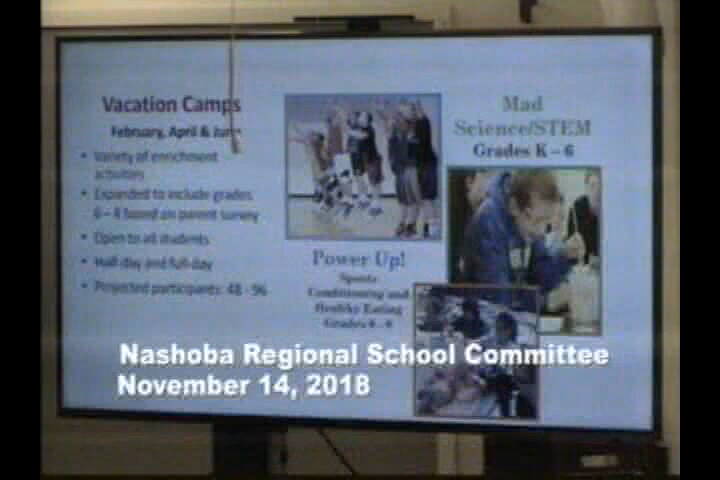 Vacation Camps
February, April & June
• Variety of enrichment
activities
• Expanded to include grades
6 – 8 based on parent survey
• Open to all students
• Half-day and full-day
• Projected participants: 48 - 96
Mad
Science/STEM
Grades K – 6
Power Up!
Sports
Conditioning and
Healthy Eating
Grades
Nashoba Regional School Committee
November 14, 2018